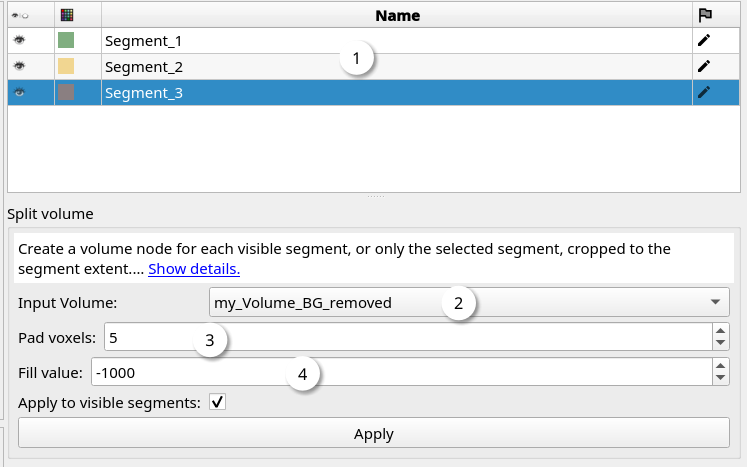 Name
Segment_1
1
Segment_2
Segment_3
Split volume
Create a volume node for each visible segment, or only the selected segment, cropped to the
segment extent.... Show details.
Input Volume: my_Volume_BG_removed 2
Pad voxels: 5 3
Fill value: -1000 4
Apply to visible segments:
Apply